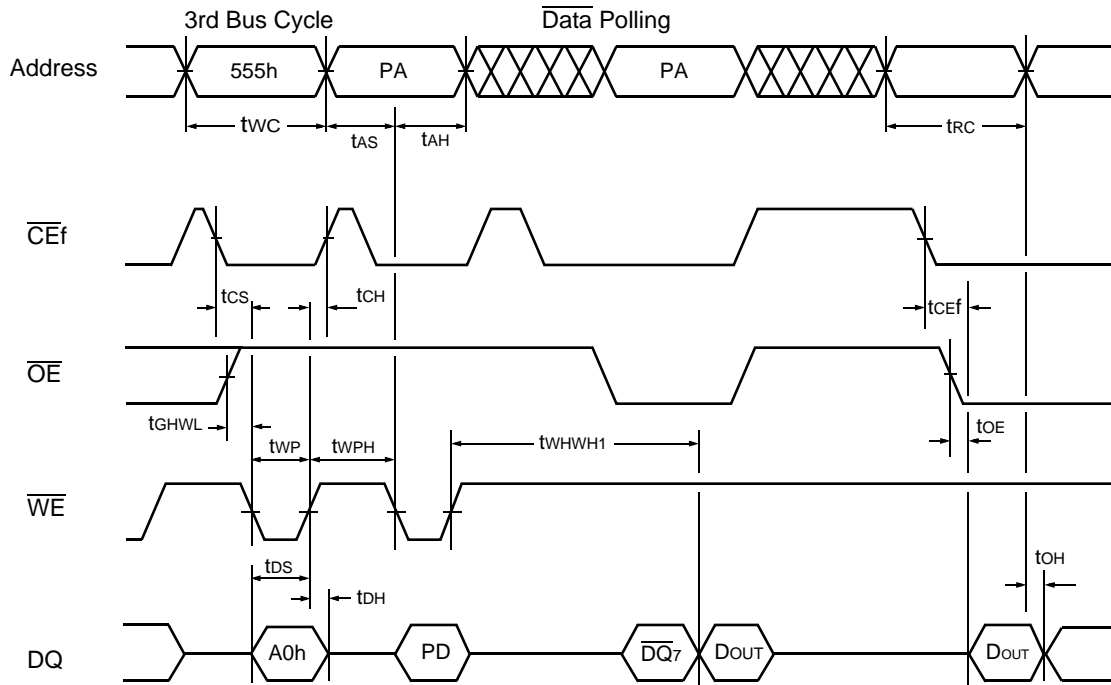 3rd Bus Cycle Data Polling
Address 555h PA PA
tWC tAS tAH tRC
CEf
tCS tCH tCEf
OE
tGHWL tWP tWPH tWHWH1 tOE
WE
tDS tDH tOH
DQ A0h PD DQ7 DOUT DOUT